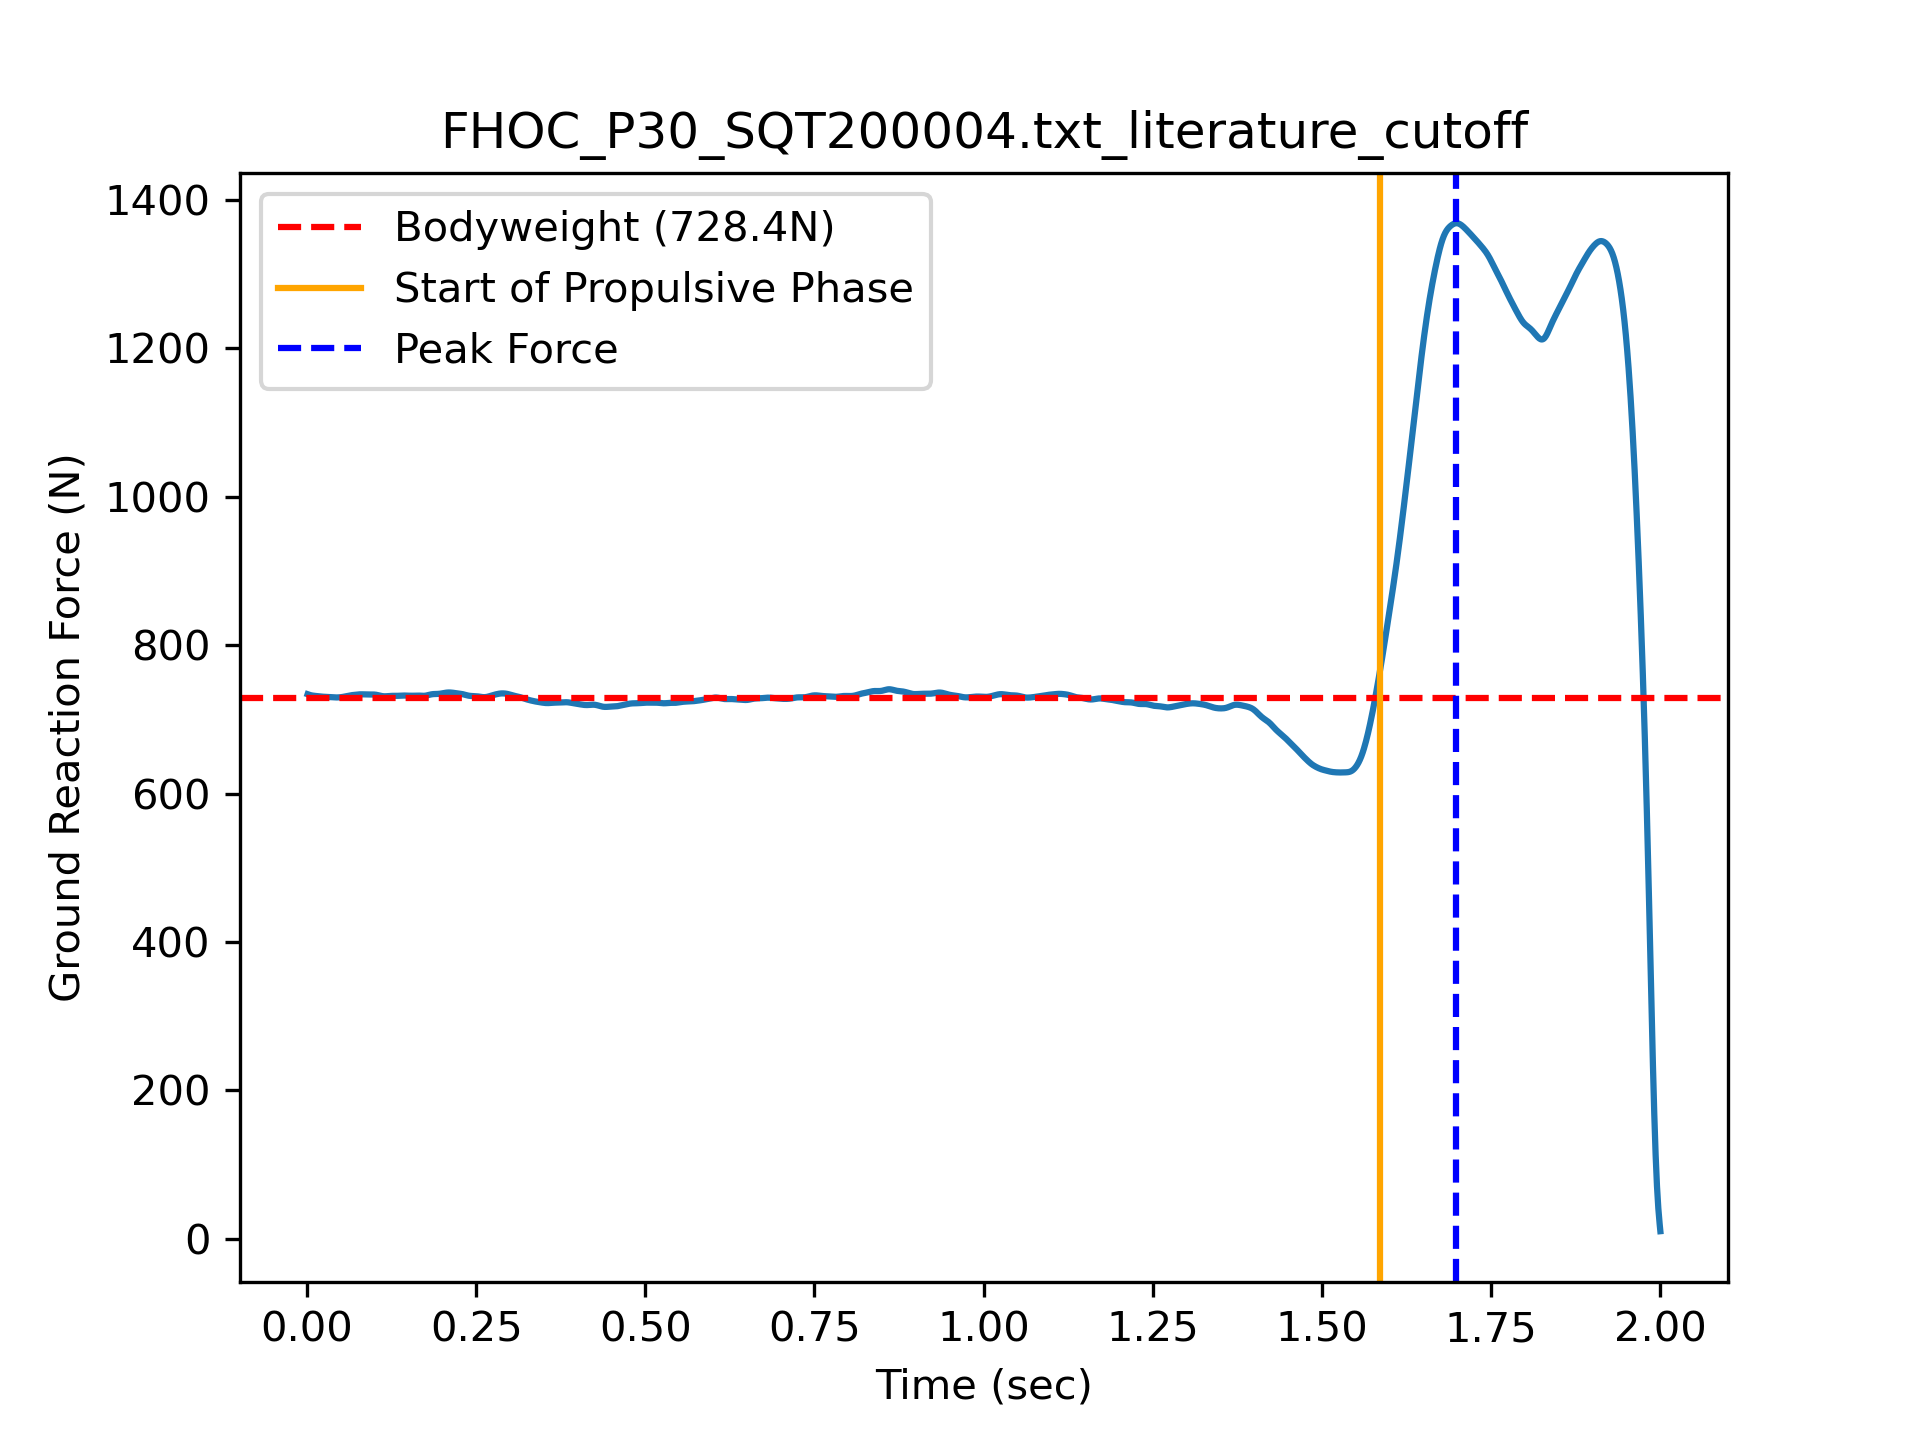 FHOC_P30_SQT200004.txt_literature_cutoff
Bodyweight (728.4N)
Start of Propulsive Phase
Peak Force
Ground Reaction Force (N)
1400
1200
1000
800
600
400
200
0
0.00 0.25 0.50 0.75 1.00 1.25 1.50 1.75 2.00
Time (sec)